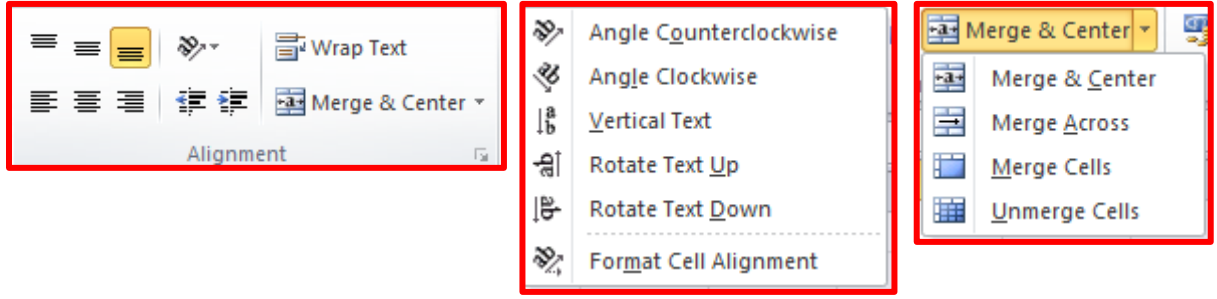 Wrap Text
Merge & Center
Alignment
Angle Counterclockwise
Angle Clockwise
Vertical Text
Rotate Text Up
Rotate Text Down
Format Cell Alignment
Merge & Center
Merge & Center
Merge Across
Merge Cells
Unmerge Cells